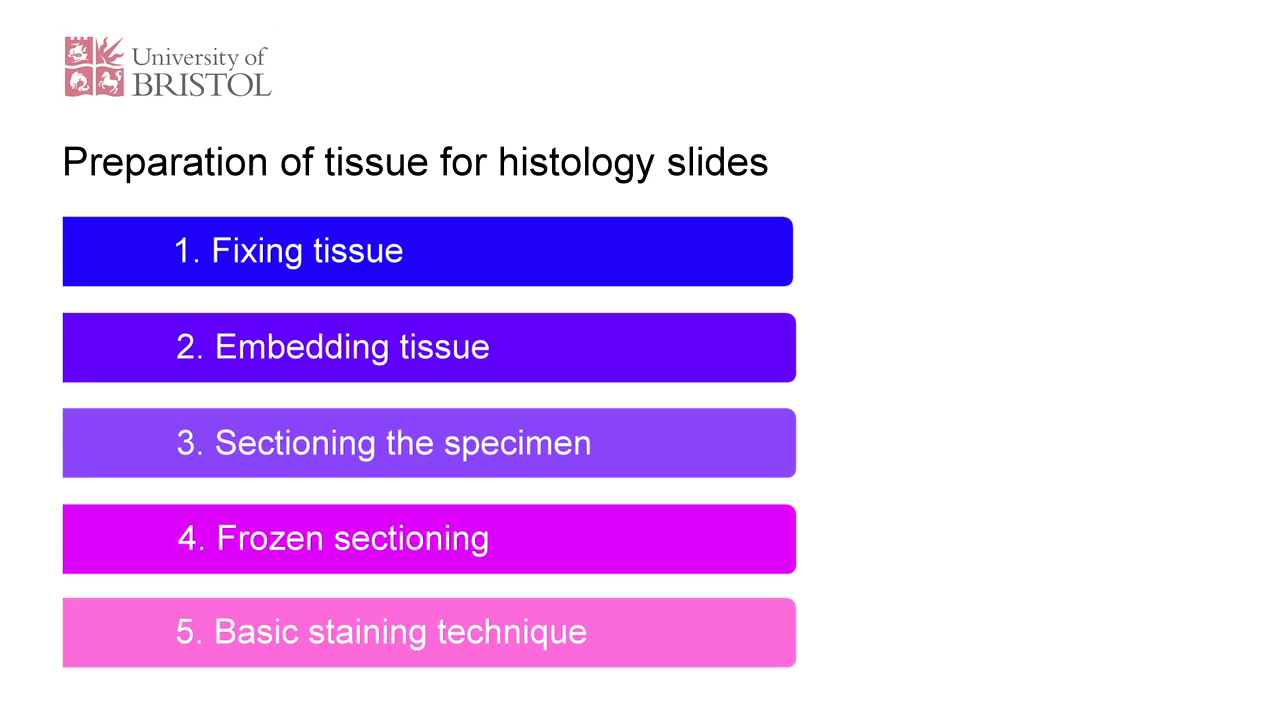 University of
BRISTOL
Preparation of tissue for histology slides
1. Fixing tissue
2. Embedding tissue
3. Sectioning the specimen
4. Frozen sectioning
5. Basic staining technique